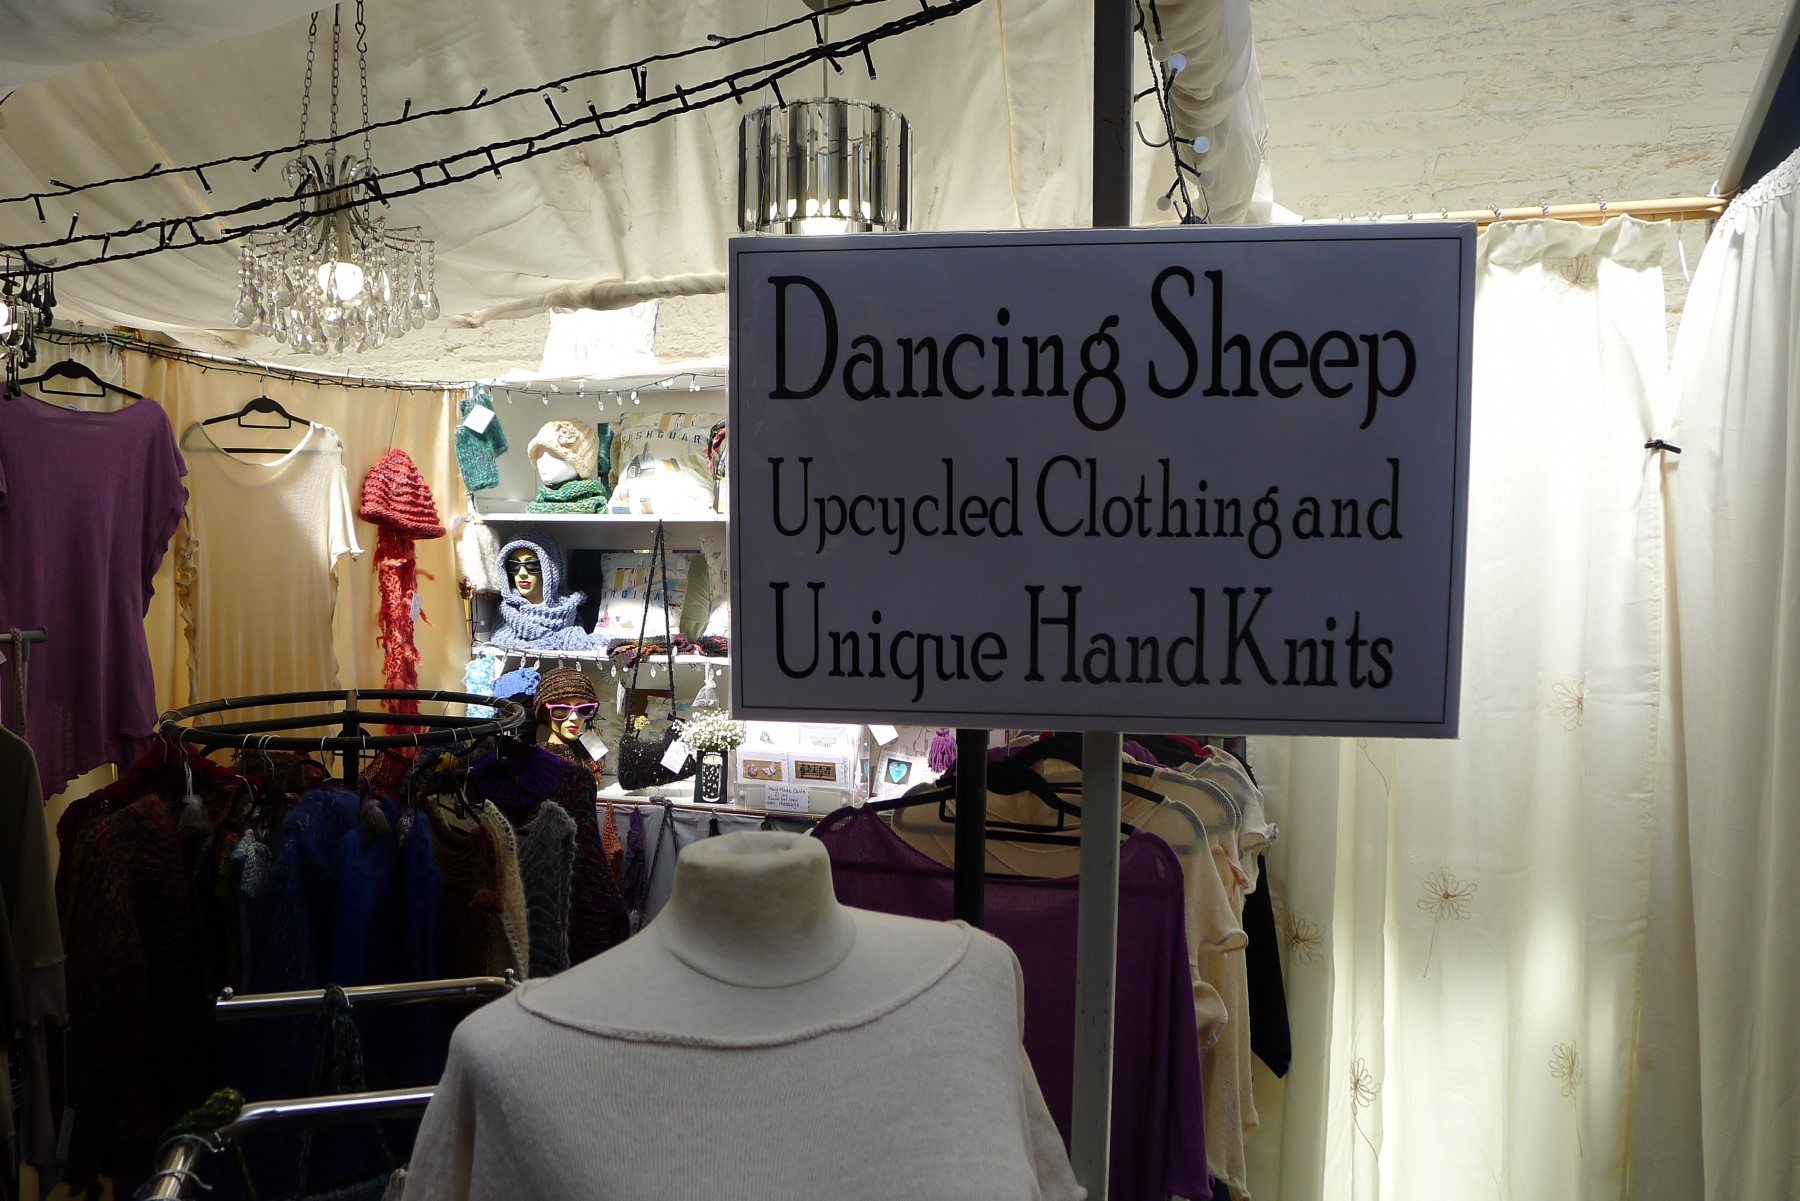 Dancing Sheep
Upcycled Clothing and
Unique Hand Knits